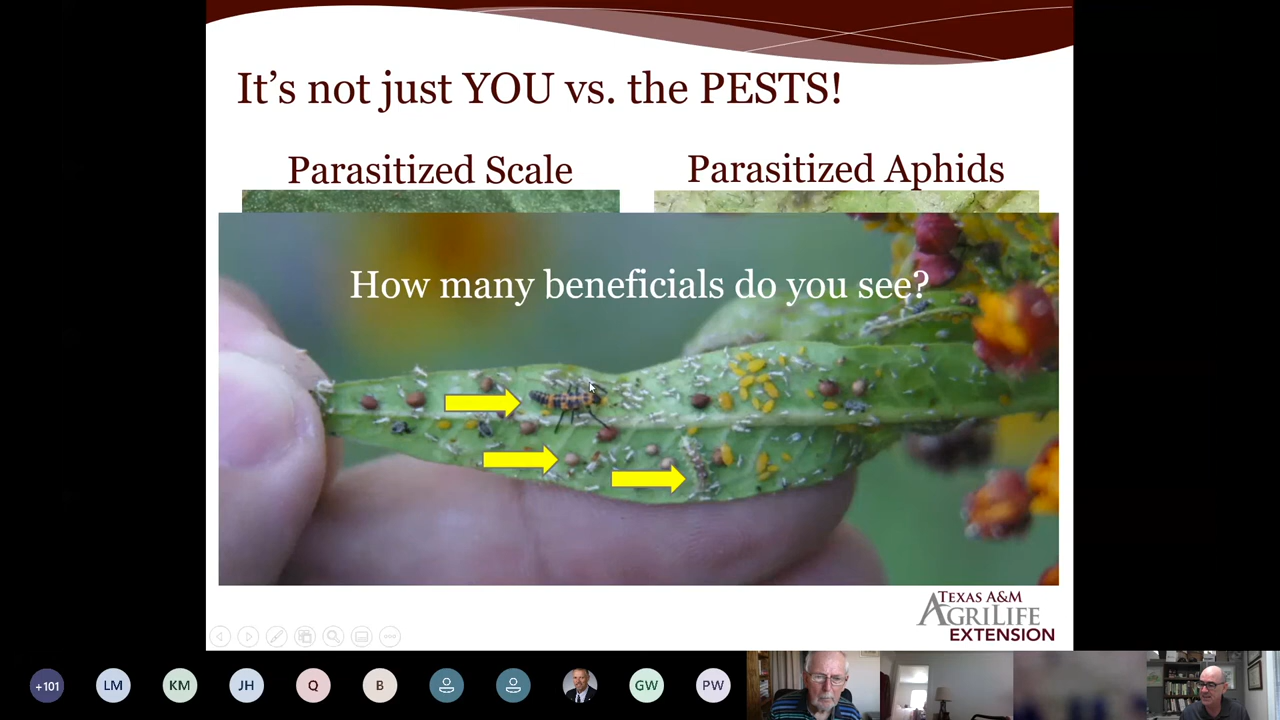 It's not just YOU vs. the PESTS!
Parasitized Scale
Parasitized Aphids
How many beneficials do you see?
TEXAS A&M
AGRILIFE
EXTENSION
+101
LM
KM
JH
Q
B
GW
PW